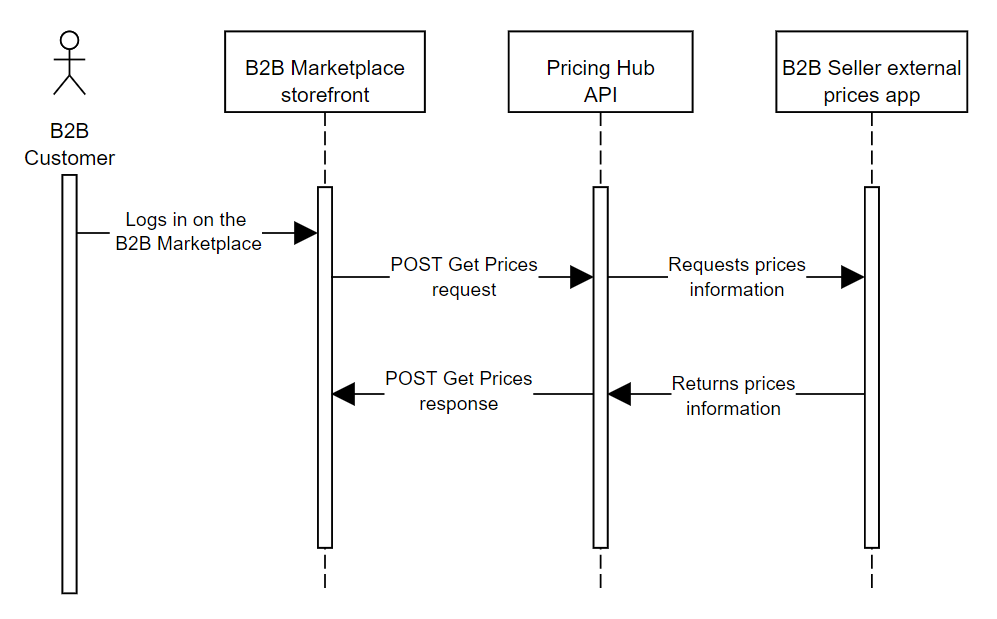 B2B
Customer
B2B Marketplace
storefront
Pricing Hub
API
B2B Seller external
prices app
Logs in on the
B2B Marketplace
POST Get Prices
request
Requests prices
information
POST Get Prices
response
Returns prices
information